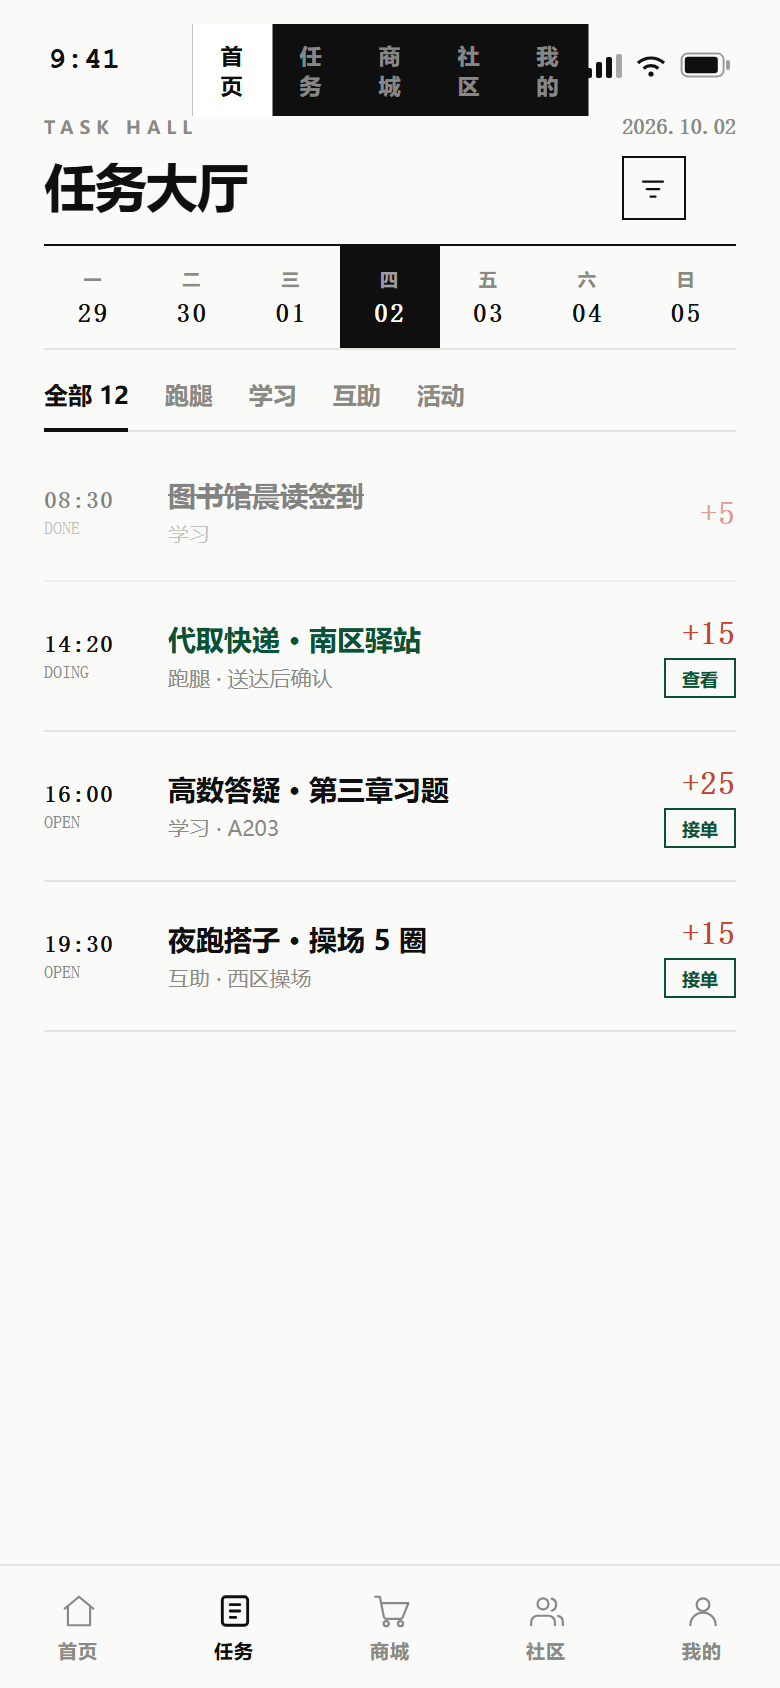 9:41
首页 任务 商城 社区 我的
TASK HALL 2026.10.02
任务大厅
一 二 三 四 五 六 日
29 30 01 02 03 04 05
全部 12 跑腿 学习 互助 活动
08:30 图书馆晨读签到 +5
DONE 学习
14:20 代取快递·南区驿站 +15
DOING 跑腿·送达后确认 查看
16:00 高数答疑·第三章习题 +25
OPEN 学习·A203 接单
19:30 夜跑搭子·操场 5 圈 +15
OPEN 互助·西区操场 接单
首页 任务 商城 社区 我的